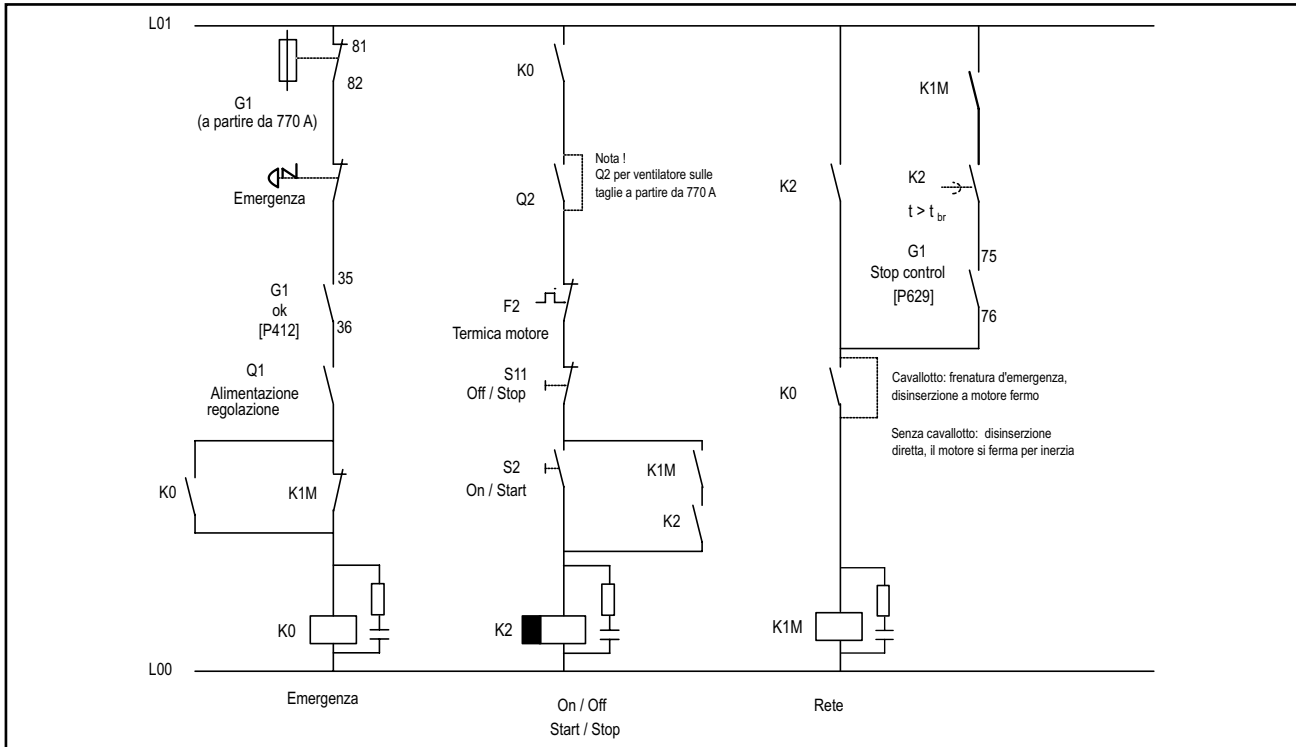 L01
81
82
G1
(a partire da 770 A)
Emergenza
35
G1
ok
[P412]
36
Q1
Alimentazione
regolazione
K0
K1M
K0
Emergenza
K0
Nota !
Q2 per ventilatore sulle
taglie a partire da 770 A
Q2
F2
Termica motore
S11
Off / Stop
S2
On / Start
K1M
K2
K2
On / Off
Start / Stop
K1M
K2
K2
t > t br
G1
Stop control
[P629]
75
76
K0
Cavallotto: frenatura d'emergenza,
disinserzione a motore fermo
Senza cavallotto: disinserzione
diretta, il motore si ferma per inerzia
K1M
Rete
L00